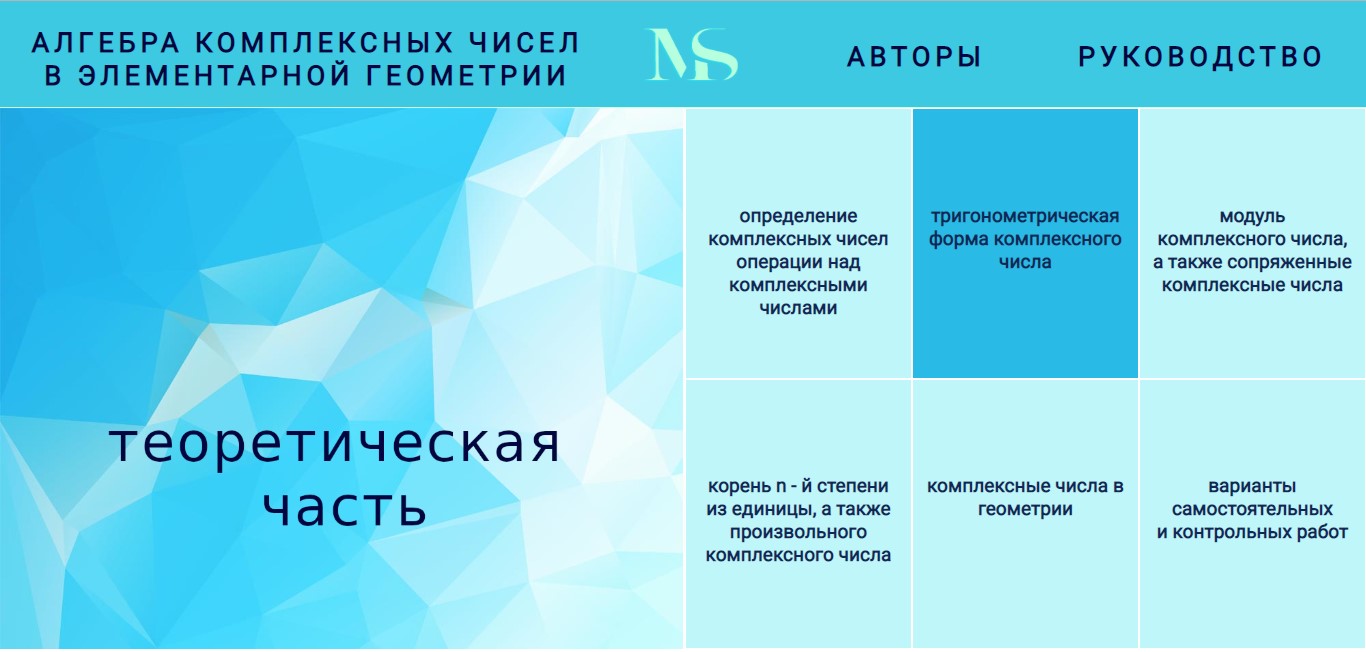 АЛГЕБРА КОМПЛЕКСНЫХ ЧИСЕЛ
В ЭЛЕМЕНТАРНОЙ ГЕОМЕТРИИ
MS
АВТОРЫ
РУКОВОДСТВО
теоретическая
часть
определение
комплексных чисел
операции над
комплексными
числами
тригонометрическая
форма комплексного
числа
модуль
комплексного числа,
а также сопряженные
комплексные числа
корень n - й степени
из единицы, а также
произвольного
комплексного числа
комплексные числа в
геометрии
варианты
самостоятельных
и контрольных работ